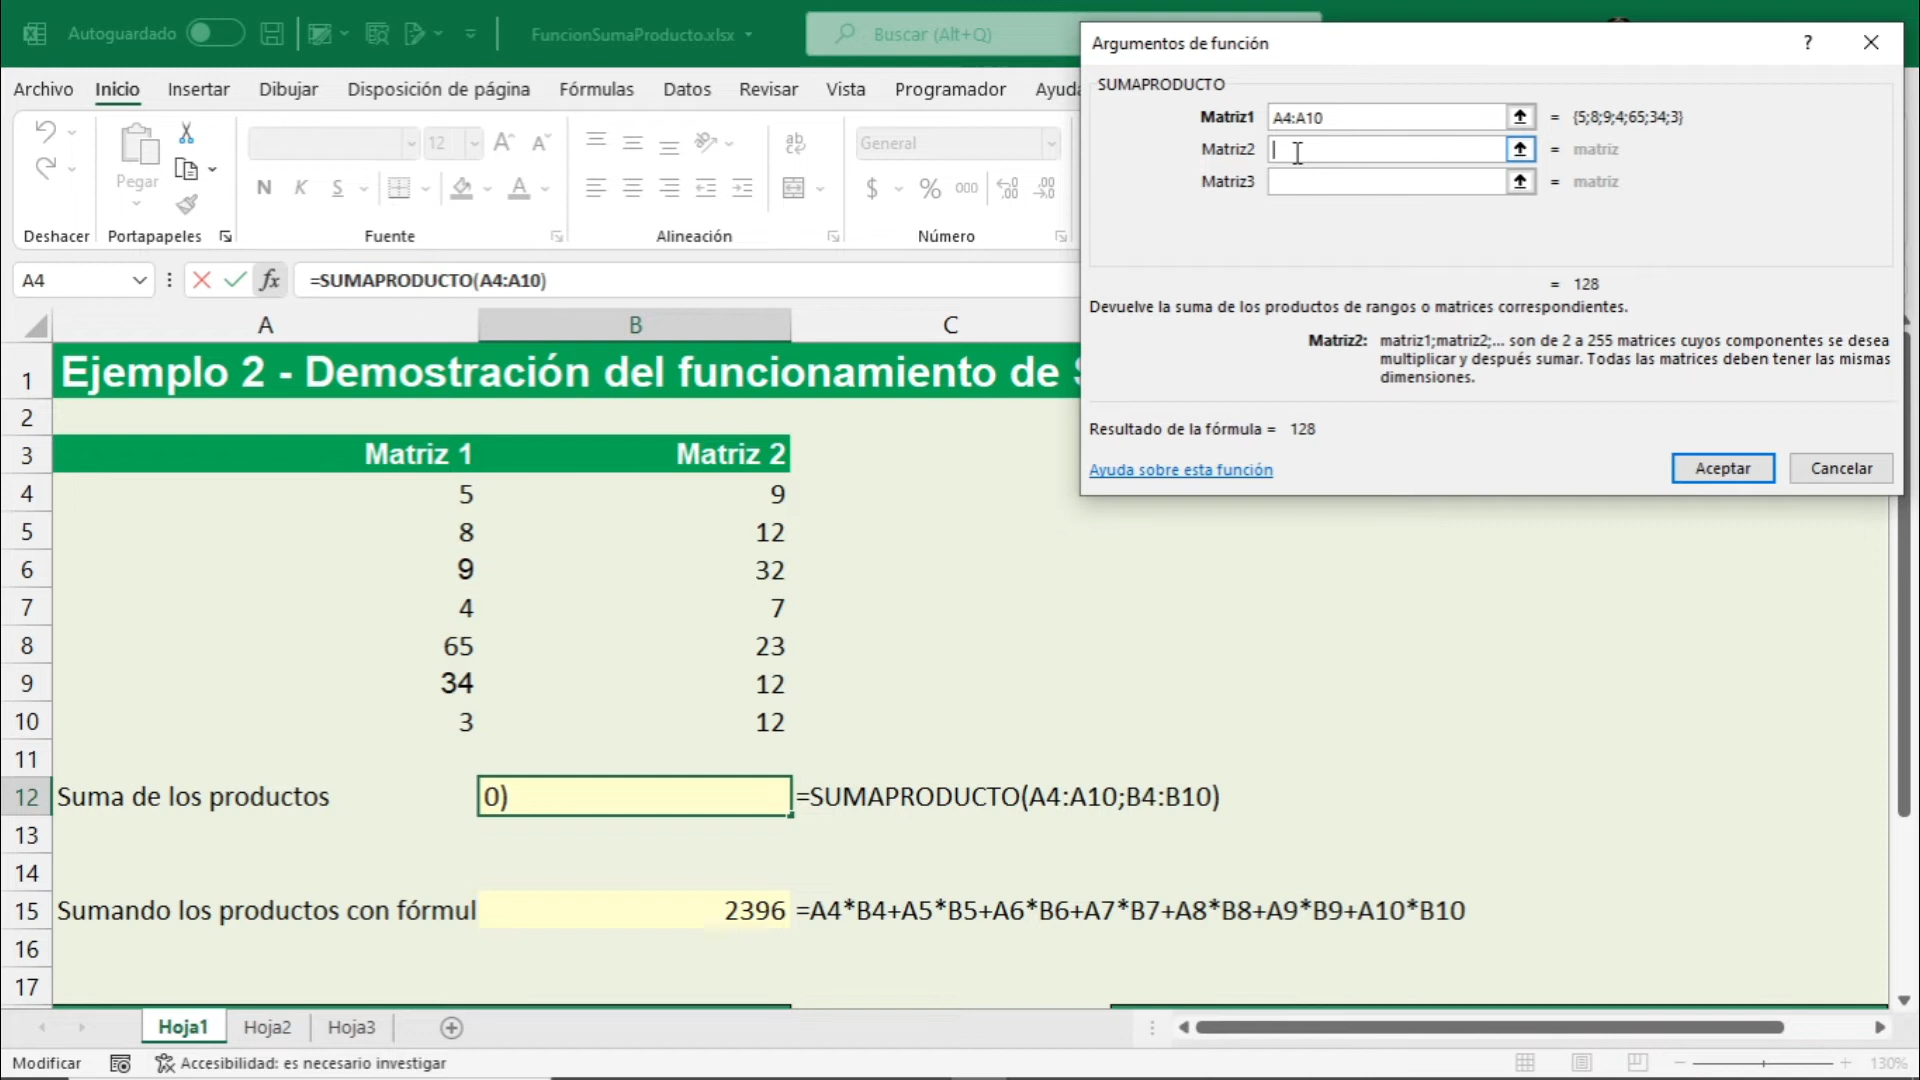 Autoguardado
FuncionSumaProducto.xlsx
Buscar (Alt+Q)
Archivo Inicio Insertar Dibujar Disposición de página Fórmulas Datos Revisar Vista Programador Ayuda
Pegar
12
N K S
ab
General
$ % 000
Deshacer Portapapeles Fuente Alineación Número
A4
fx
=SUMAPRODUCTO(A4:A10)
Argumentos de función
?
SUMAPRODUCTO
Matriz1 A4:A10 = {5;8;9;4;65;34;3}
Matriz2 = matriz
Matriz3 = matriz
= 128
Devuelve la suma de los productos de rangos o matrices correspondientes.
Matriz2: matriz1;matriz2;... son de 2 a 255 matrices cuyos componentes se desea
multiplicar y después sumar. Todas las matrices deben tener las mismas
dimensiones.
Resultado de la fórmula = 128
Ayuda sobre esta función
Aceptar Cancelar
A B C
1 Ejemplo 2 - Demostración del funcionamiento de S
2
3 Matriz 1 Matriz 2
4 5 9
5 8 12
6 9 32
7 4 7
8 65 23
9 34 12
10 3 12
11
12 Suma de los productos 0) =SUMAPRODUCTO(A4:A10;B4:B10)
13
14
15 Sumando los productos con fórmul 2396 =A4*B4+A5*B5+A6*B6+A7*B7+A8*B8+A9*B9+A10*B10
16
17
Hoja1 Hoja2 Hoja3
Modificar Accesibilidad: es necesario investigar 130%